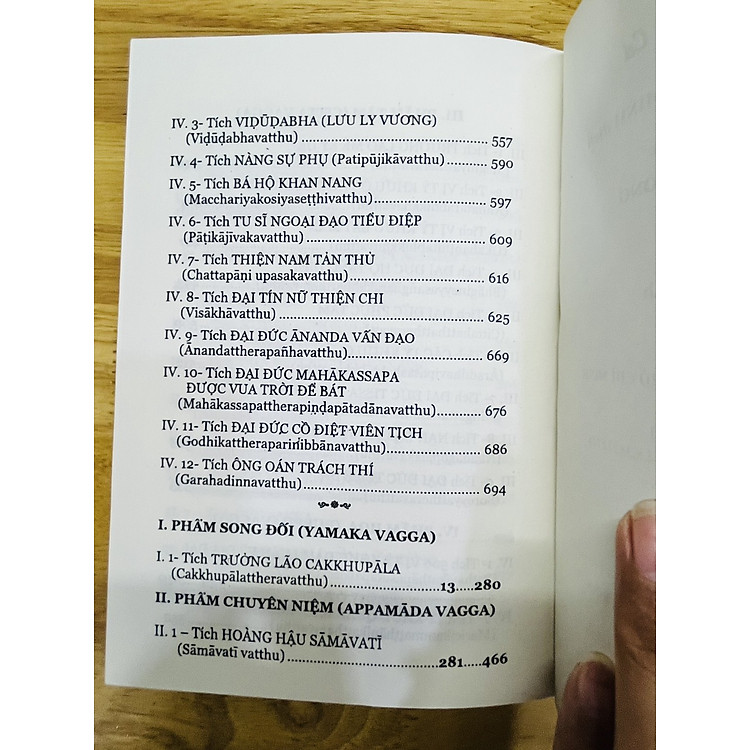 IV. 3- Tích VIḌŪḌABHA (LƯU LY VƯƠNG)
(Viḍūḍabhavatthu) 557
IV. 4- Tích NÀNG SỰ PHỤ (Patipūjikāvatthu) 590
IV. 5- Tích BÁ HỘ KHAN NANG
(Macchariyakosiyaseṭṭhivatthu) 597
IV. 6- Tích TU SĨ NGOẠI ĐẠO TIỂU ĐIỆP
(Pāṭikājīvakavatthu) 609
IV. 7- Tích THIỆN NAM TẢN THỦ
(Chattapāṇi upasakavatthu) 616
IV. 8- Tích ĐẠI TÍN NỮ THIỆN CHI
(Visākhāvatthu) 625
IV. 9- Tích ĐẠI ĐỨC ĀNANDA VẤN ĐẠO
(Ānandattherapañhavatthu) 669
IV. 10- Tích ĐẠI ĐỨC MAHĀKASSAPA
ĐƯỢC VUA TRỜI ĐỂ BÁT
(Mahākassapattherapiṇḍapātadānavatthu) 676
IV. 11- Tích ĐẠI ĐỨC CỒ ĐIỆT VIÊN TỊCH
(Godhikattheraparinibbānavatthu) 686
IV. 12- Tích ÔNG OÁN TRÁCH THÍ
(Garahadinnavatthu) 694
I. PHẨM SONG ĐỐI (YAMAKA VAGGA)
I. 1- Tích TRƯỞNG LÃO CAKKHUPĀLA
(Cakkhupālattheravatthu) 13.....280
II. PHẨM CHUYÊN NIỆM (APPAMĀDA VAGGA)
II. 1 – Tích HOÀNG HẬU SĀMĀVATĪ
(Sāmāvatī vatthu) 281.....466